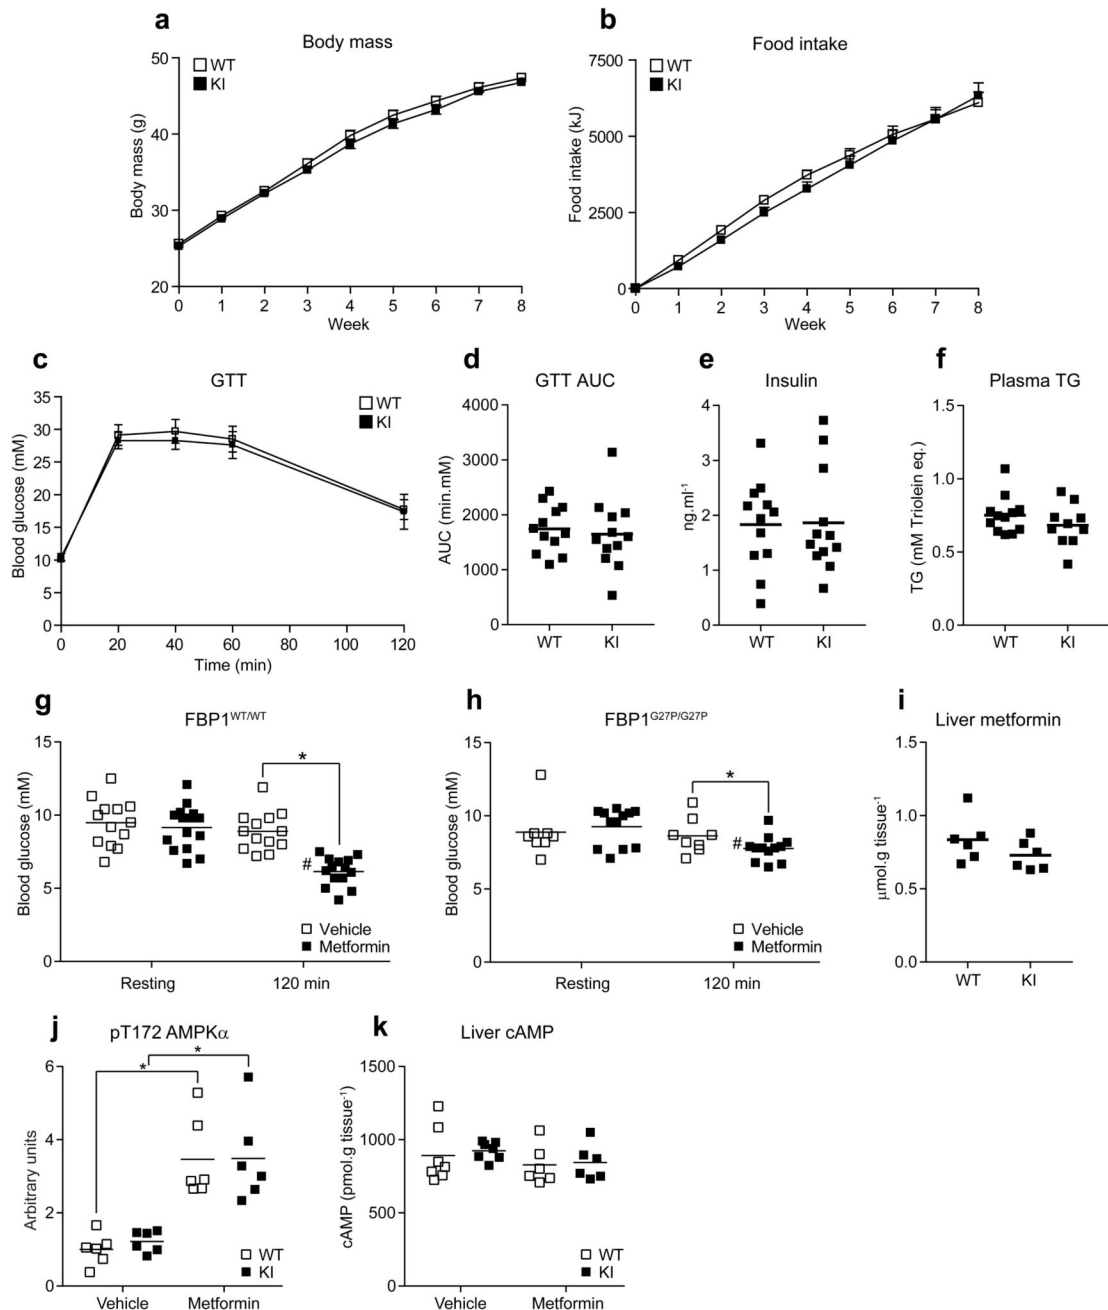 a
Body mass
50
40
30
20
Body mass (g)
WT
KI
0 1 2 3 4 5 6 7 8
Week
b
Food intake
7500
5000
2500
0
Food intake (kJ)
WT
KI
0 1 2 3 4 5 6 7 8
Week
c
GTT
35
30
25
20
15
10
5
0
Blood glucose (mM)
WT
KI
0 20 40 60 80 100 120
Time (min)
d
GTT AUC
4000
3000
2000
1000
0
AUC (min.mM)
WT KI
e
Insulin
4
3
2
1
0
ng.ml⁻¹
WT KI
f
Plasma TG
1.5
1.0
0.5
0.0
TG (mM Triolein eq.)
WT KI
g
FBP1ᵂᵀ/ᵂᵀ
15
10
5
0
Blood glucose (mM)
*
#
Vehicle
Metformin
Resting 120 min
h
FBP1ᴳ²⁷ᴾ/ᴳ²⁷ᴾ
15
10
5
0
Blood glucose (mM)
*
#
Vehicle
Metformin
Resting 120 min
i
Liver metformin
1.5
1.0
0.5
0.0
μmol.g tissue⁻¹
WT KI
j
pT172 AMPKα
6
4
2
0
Arbitrary units
*
*
WT
KI
Vehicle Metformin
k
Liver cAMP
1500
1000
500
0
cAMP (pmol.g tissue⁻¹)
WT
KI
Vehicle Metformin